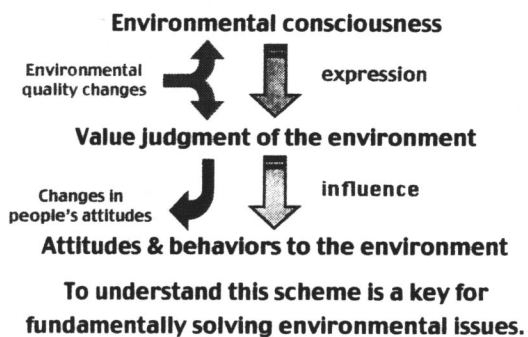 Environmental consciousness
Environmental
quality changes
expression
Value judgment of the environment
Changes in
people's attitudes
influence
Attitudes & behaviors to the environment
To understand this scheme is a key for
fundamentally solving environmental issues.